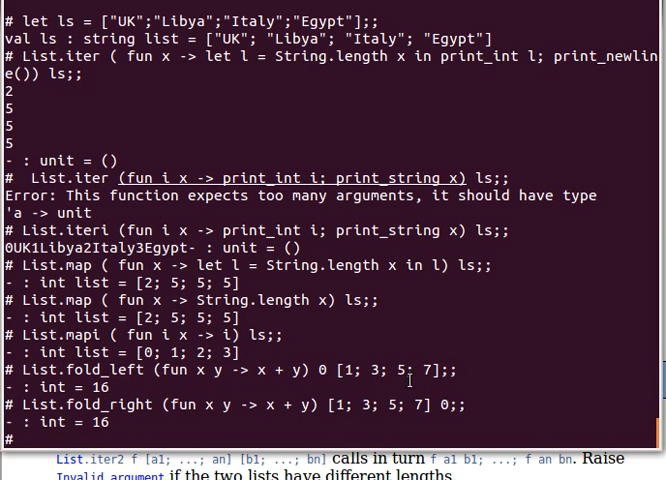 # let ls = ["UK";"Libya";"Italy";"Egypt"];;
val ls : string list = ["UK"; "Libya"; "Italy"; "Egypt"]
# List.iter ( fun x -> let l = String.length x in print_int l; print_newlin
e()) ls;;
2
5
5
5
- : unit = ()
#  List.iter (fun i x -> print_int i; print_string x) ls;;
Error: This function expects too many arguments, it should have type
'a -> unit
# List.iteri (fun i x -> print_int i; print_string x) ls;;
0UK1Libya2Italy3Egypt- : unit = ()
# List.map ( fun x -> let l = String.length x in l) ls;;
- : int list = [2; 5; 5; 5]
# List.map ( fun x -> String.length x) ls;;
- : int list = [2; 5; 5; 5]
# List.mapi ( fun i x -> i) ls;;
- : int list = [0; 1; 2; 3]
# List.fold_left (fun x y -> x + y) 0 [1; 3; 5; 7];;
- : int = 16
# List.fold_right (fun x y -> x + y) [1; 3; 5; 7] 0;;
- : int = 16
#
List.iter2 f [a1; ...; an] [b1; ...; bn] calls in turn f a1 b1; ...; f an bn. Raise
Invalid_argument if the two lists have different lengths.